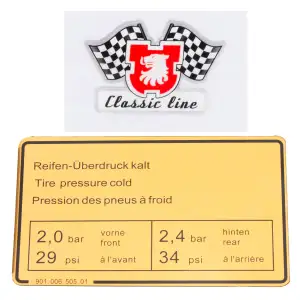 Classic line
Reifen-Überdruck kalt
Tire pressure cold
Pression des pneus à froid
2,0 bar vorne front 2,4 bar hinten rear
29 psi à l'avant 34 psi à l'arrière
901.006.505.01